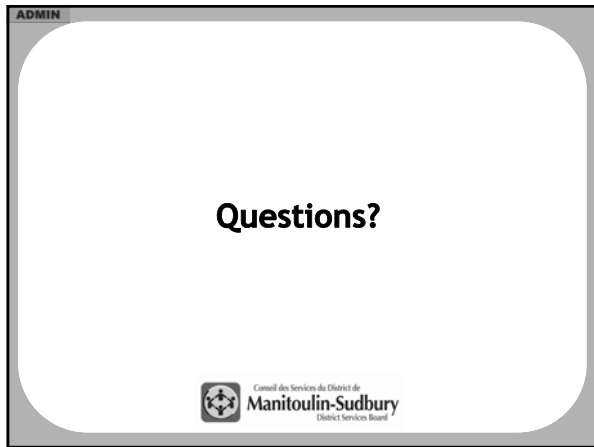 ADMIN
Questions?
Conseil des Services du District de
Manitoulin-Sudbury
District Services Board